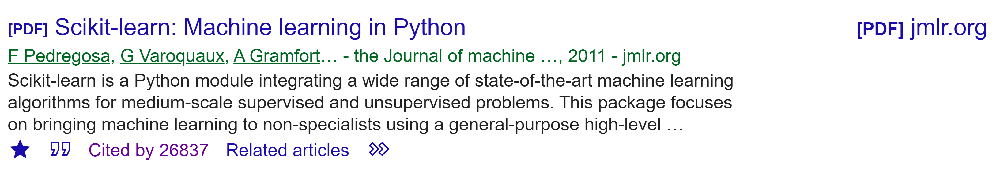 [PDF] Scikit-learn: Machine learning in Python [PDF] jmlr.org
F Pedregosa, G Varoquaux, A Gramfort… - the Journal of machine …, 2011 - jmlr.org
Scikit-learn is a Python module integrating a wide range of state-of-the-art machine learning
algorithms for medium-scale supervised and unsupervised problems. This package focuses
on bringing machine learning to non-specialists using a general-purpose high-level …
Cited by 26837 Related articles